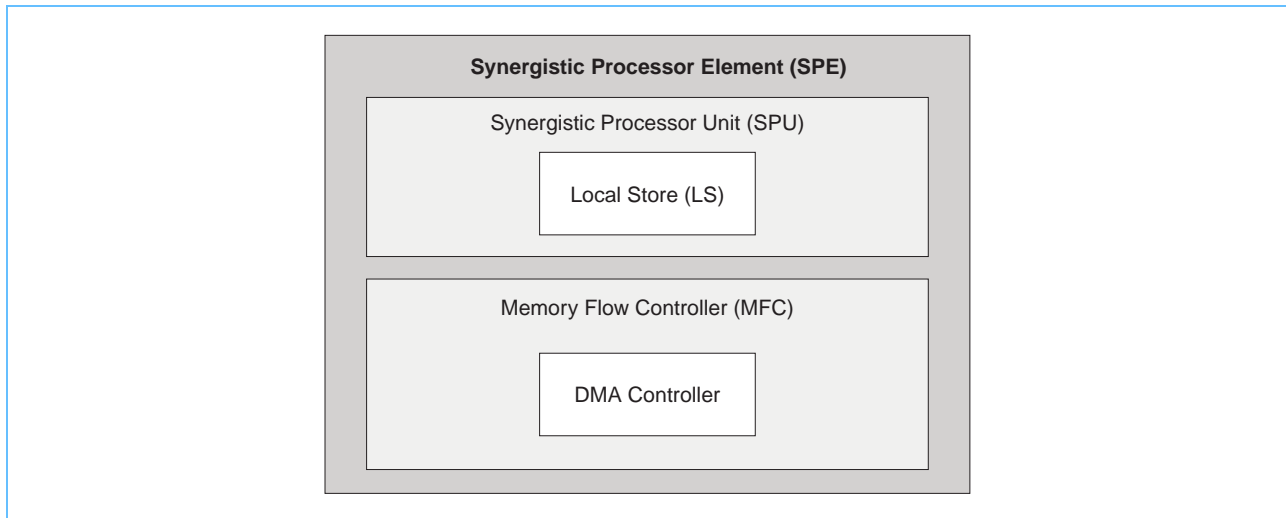 Synergistic Processor Element (SPE)
Synergistic Processor Unit (SPU)
Local Store (LS)
Memory Flow Controller (MFC)
DMA Controller